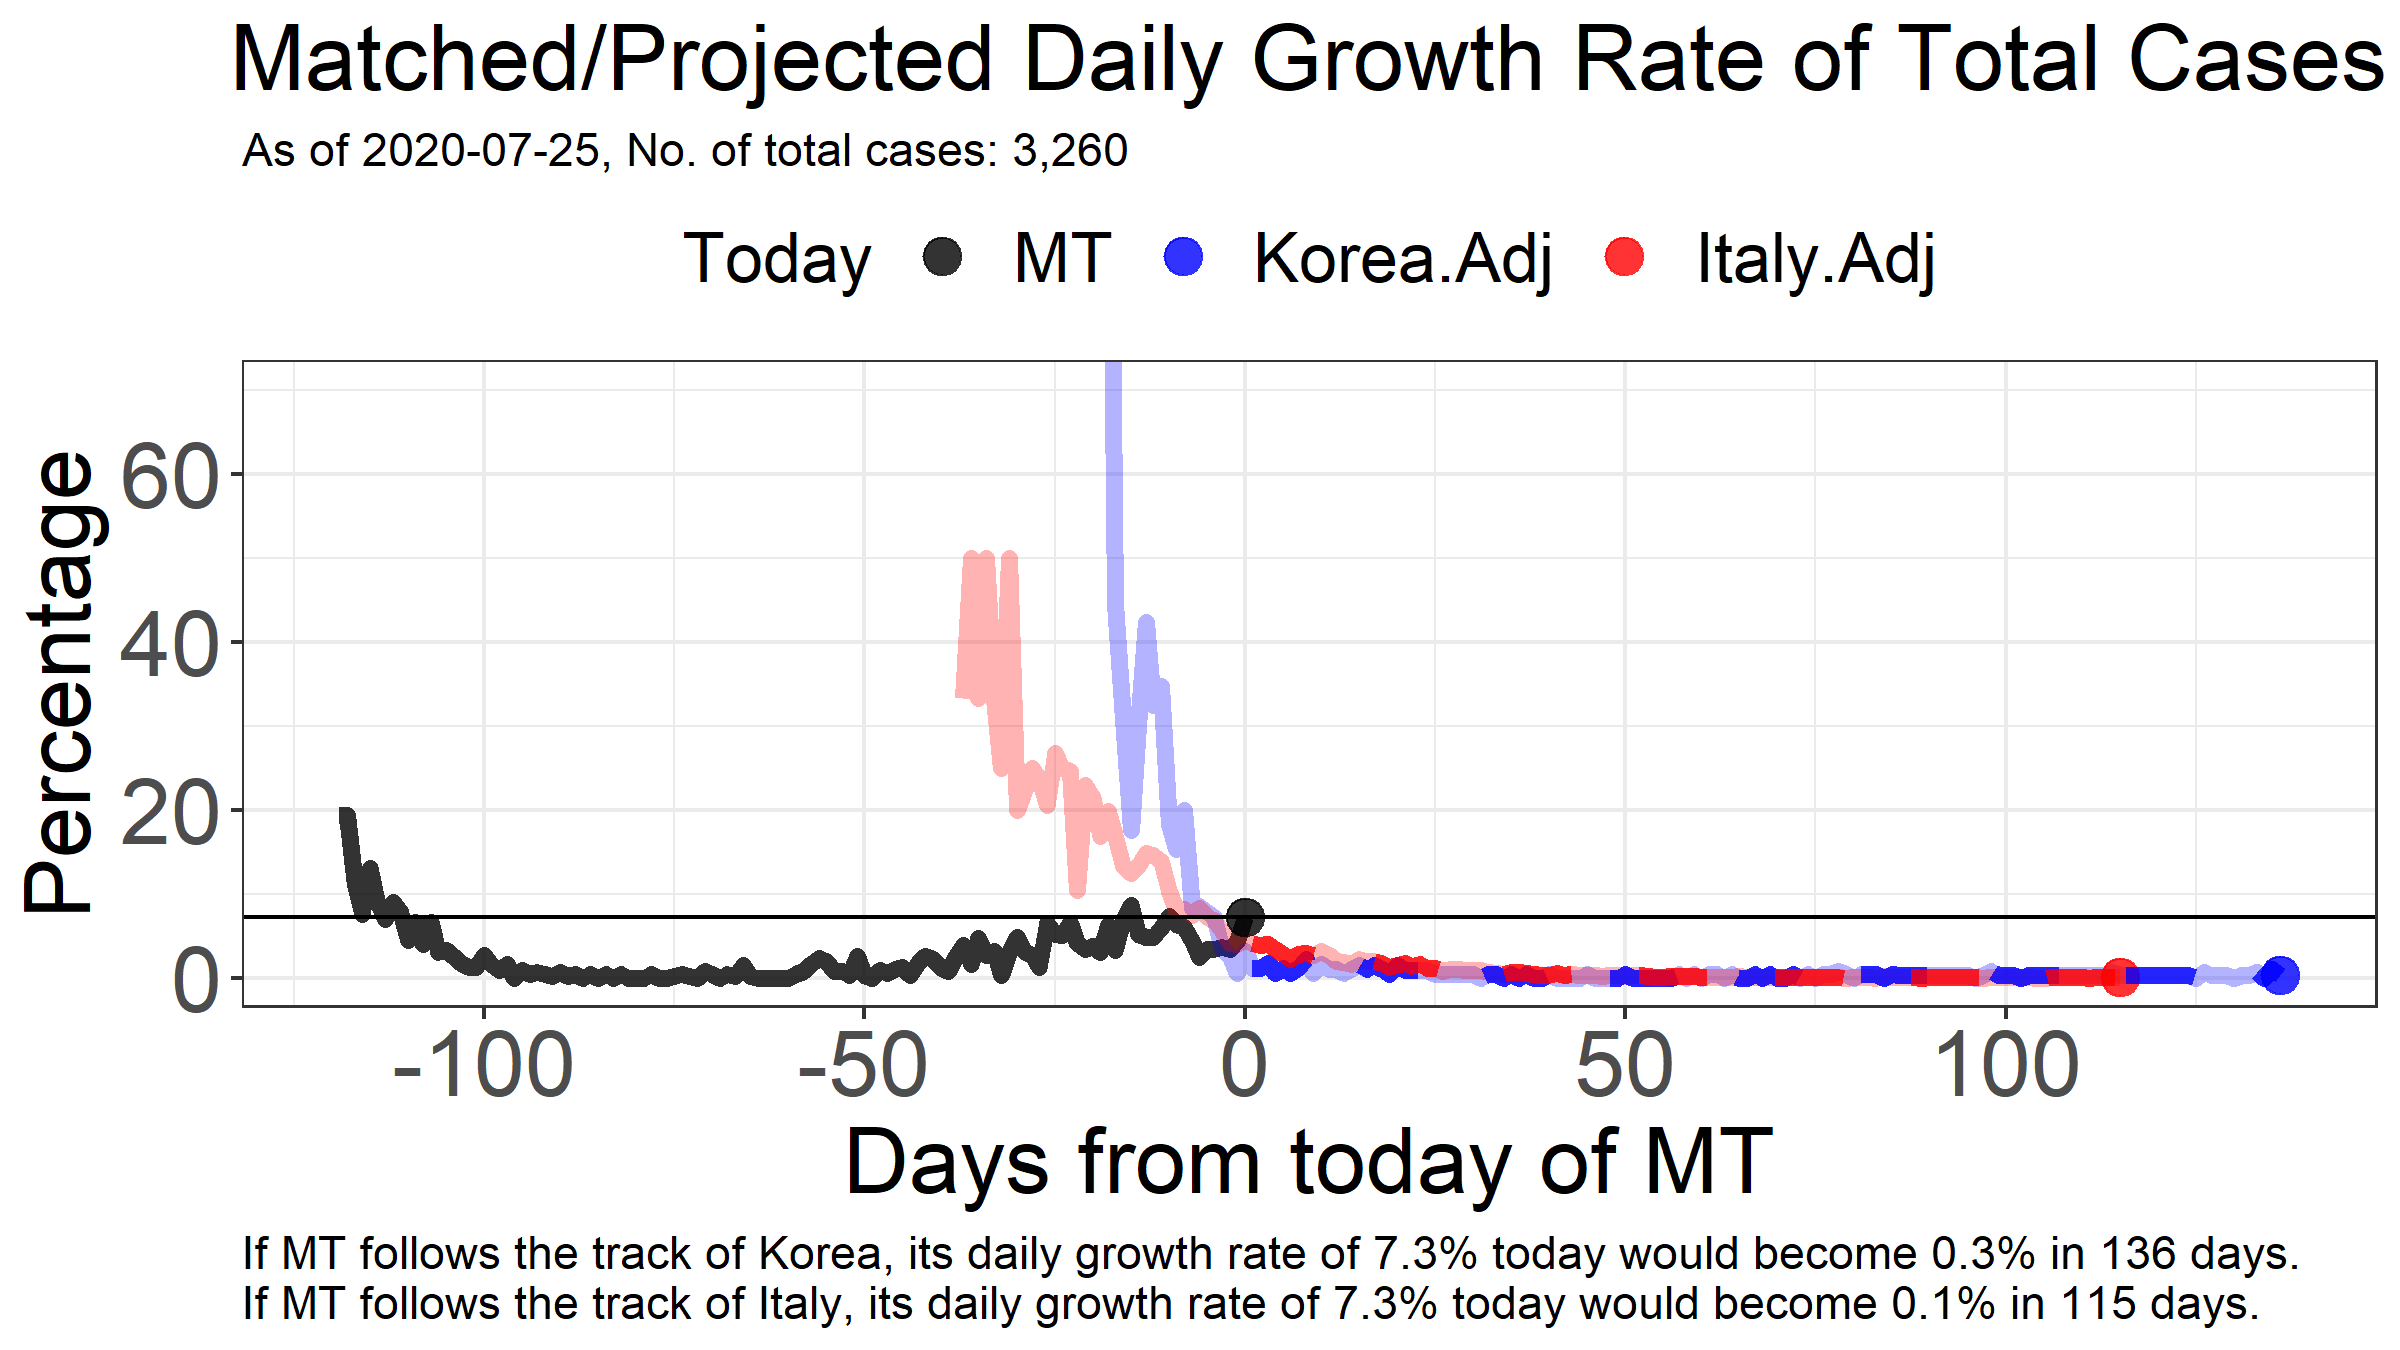 Matched/Projected Daily Growth Rate of Total Cases
As of 2020-07-25, No. of total cases: 3,260
Today MT Korea.Adj Italy.Adj
Percentage
60
40
20
0
-100 -50 0 50 100
Days from today of MT
If MT follows the track of Korea, its daily growth rate of 7.3% today would become 0.3% in 136 days.
If MT follows the track of Italy, its daily growth rate of 7.3% today would become 0.1% in 115 days.